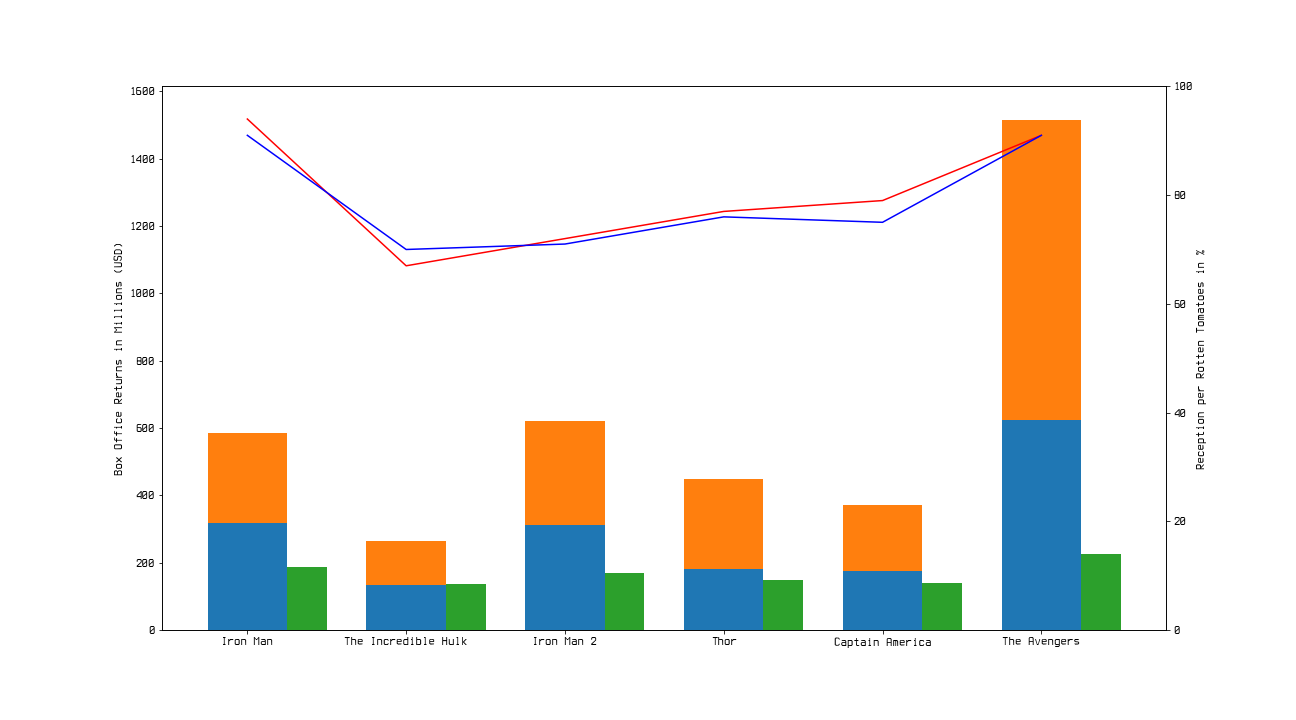 1600
1400
1200
1000
800
600
400
200
0
Box Office Returns in Millions (USD)
100
80
60
40
20
0
Reception per Rotten Tomatoes in %
Iron Man
The Incredible Hulk
Iron Man 2
Thor
Captain America
The Avengers